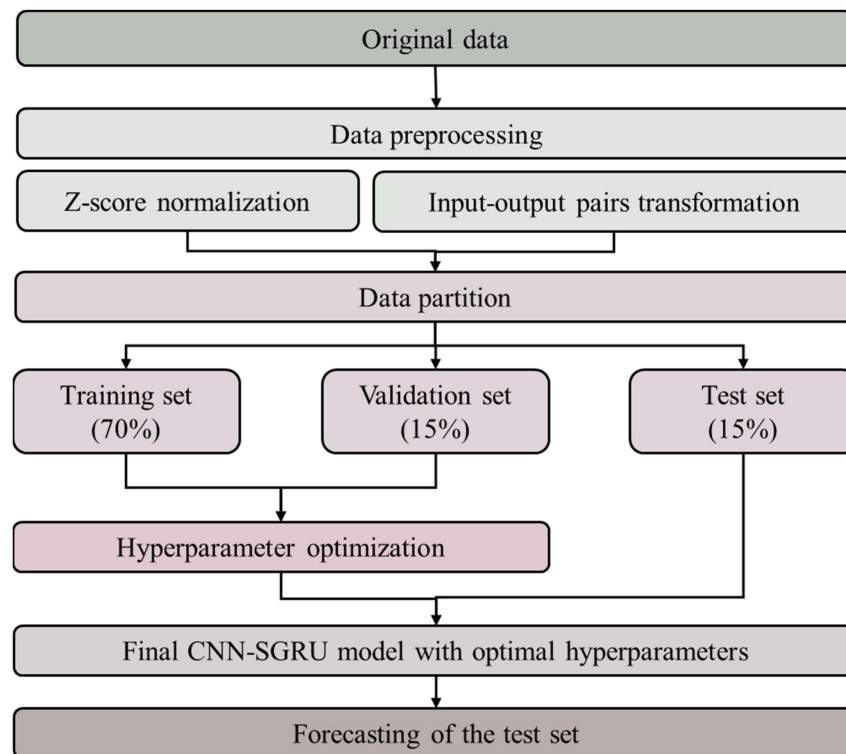 Original data
Data preprocessing
Z-score normalization
Input-output pairs transformation
Data partition
Training set
(70%)
Validation set
(15%)
Test set
(15%)
Hyperparameter optimization
Final CNN-SGRU model with optimal hyperparameters
Forecasting of the test set